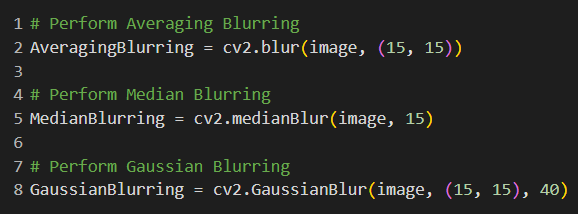 1 # Perform Averaging Blurring
2 AveragingBlurring = cv2.blur(image, (15, 15))
3
4 # Perform Median Blurring
5 MedianBlurring = cv2.medianBlur(image, 15)
6
7 # Perform Gaussian Blurring
8 GaussianBlurring = cv2.GaussianBlur(image, (15, 15), 40)